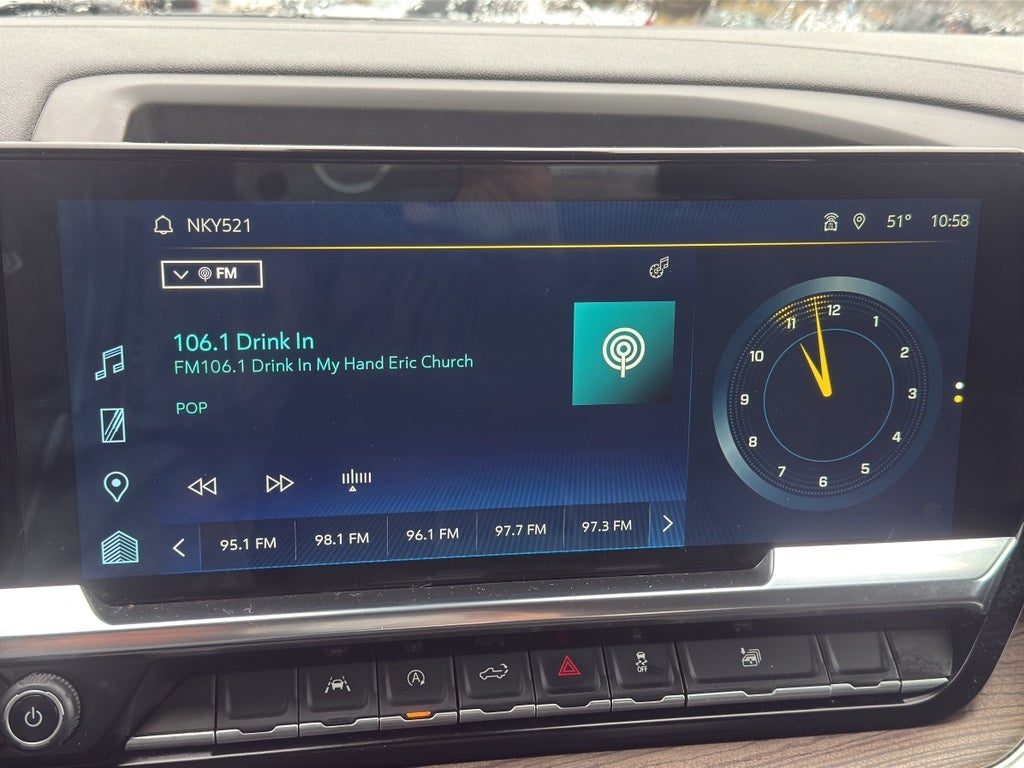 NKY521
51° 10:58
FM
106.1 Drink In
FM106.1 Drink In My Hand Eric Church
POP
95.1 FM 98.1 FM 96.1 FM 97.7 FM 97.3 FM
12
1
2
3
4
5
6
7
8
9
10
11
A
OFF